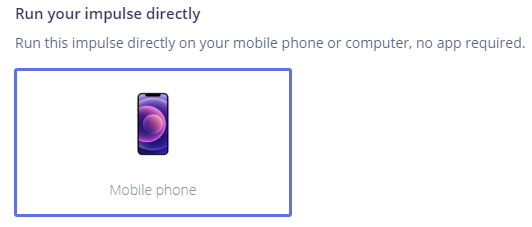 Run your impulse directly
Run this impulse directly on your mobile phone or computer, no app required.
Mobile phone